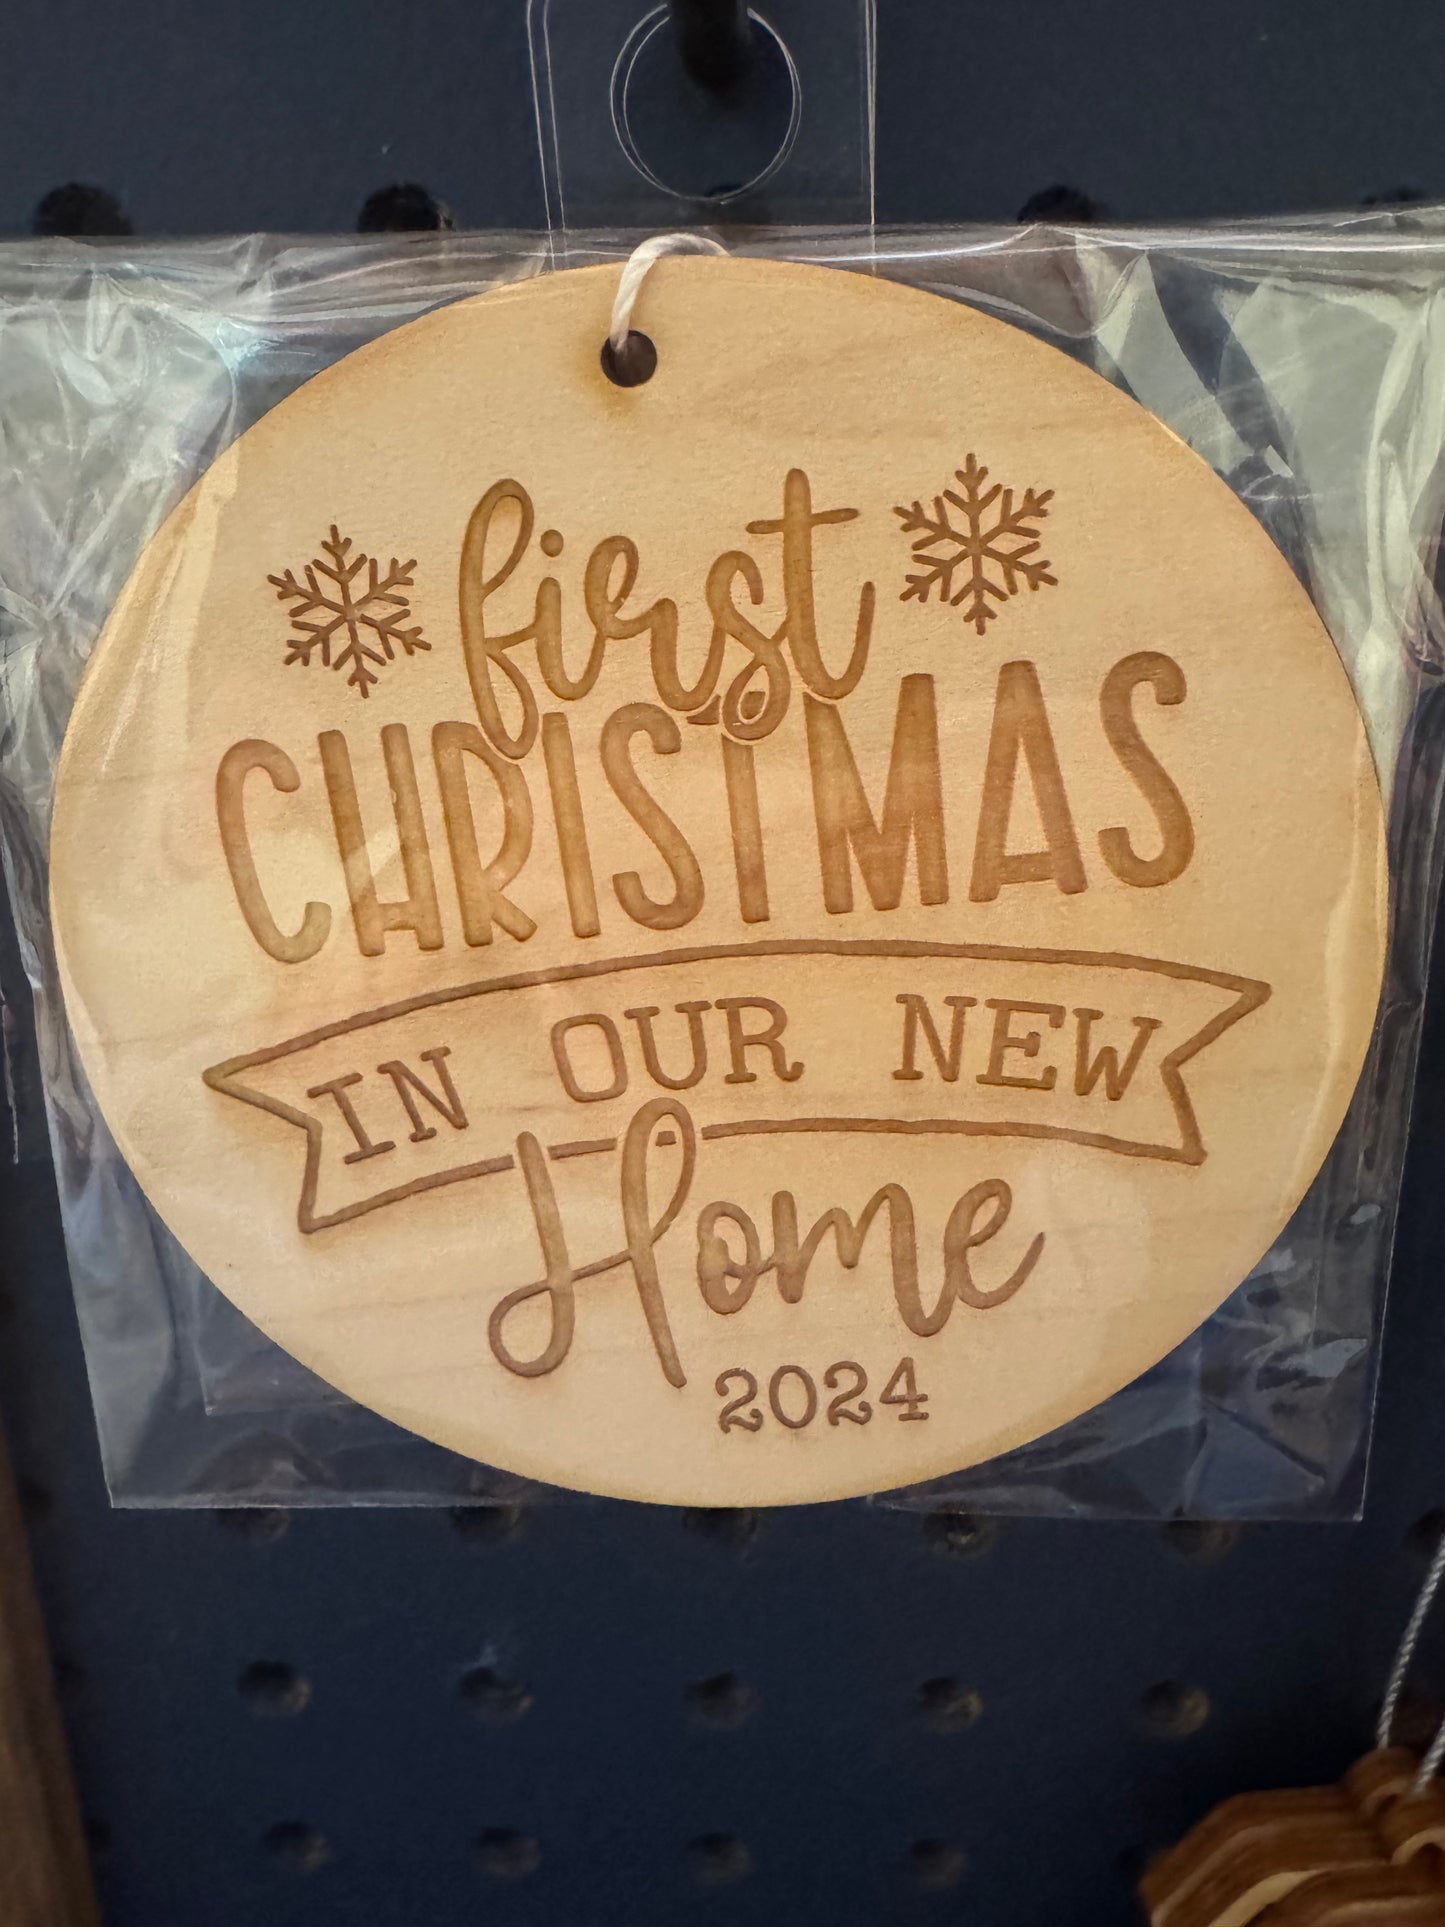 first
CHRISTMAS
IN OUR NEW
Home
2024